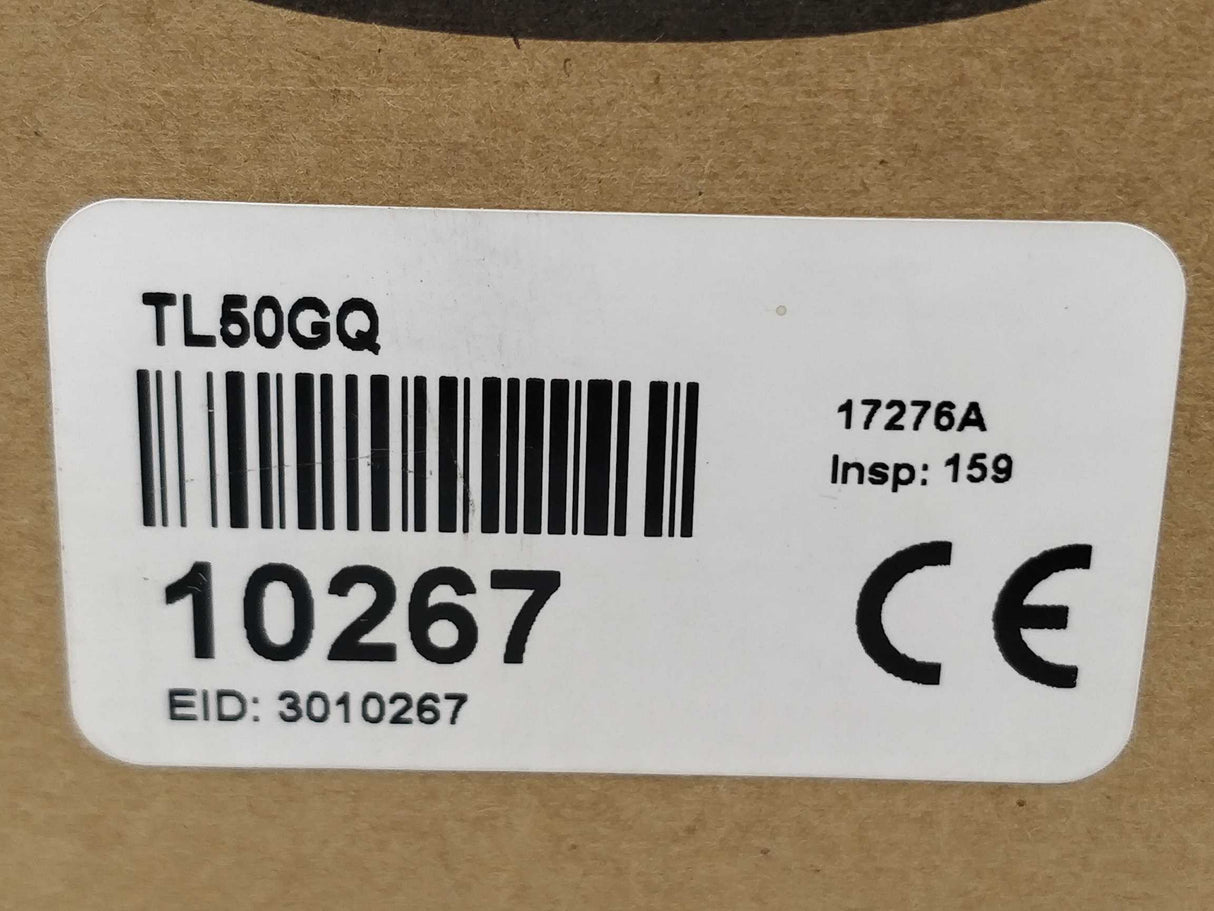 TL50GQ
17276A
Insp: 159
10267
CE
EID: 3010267